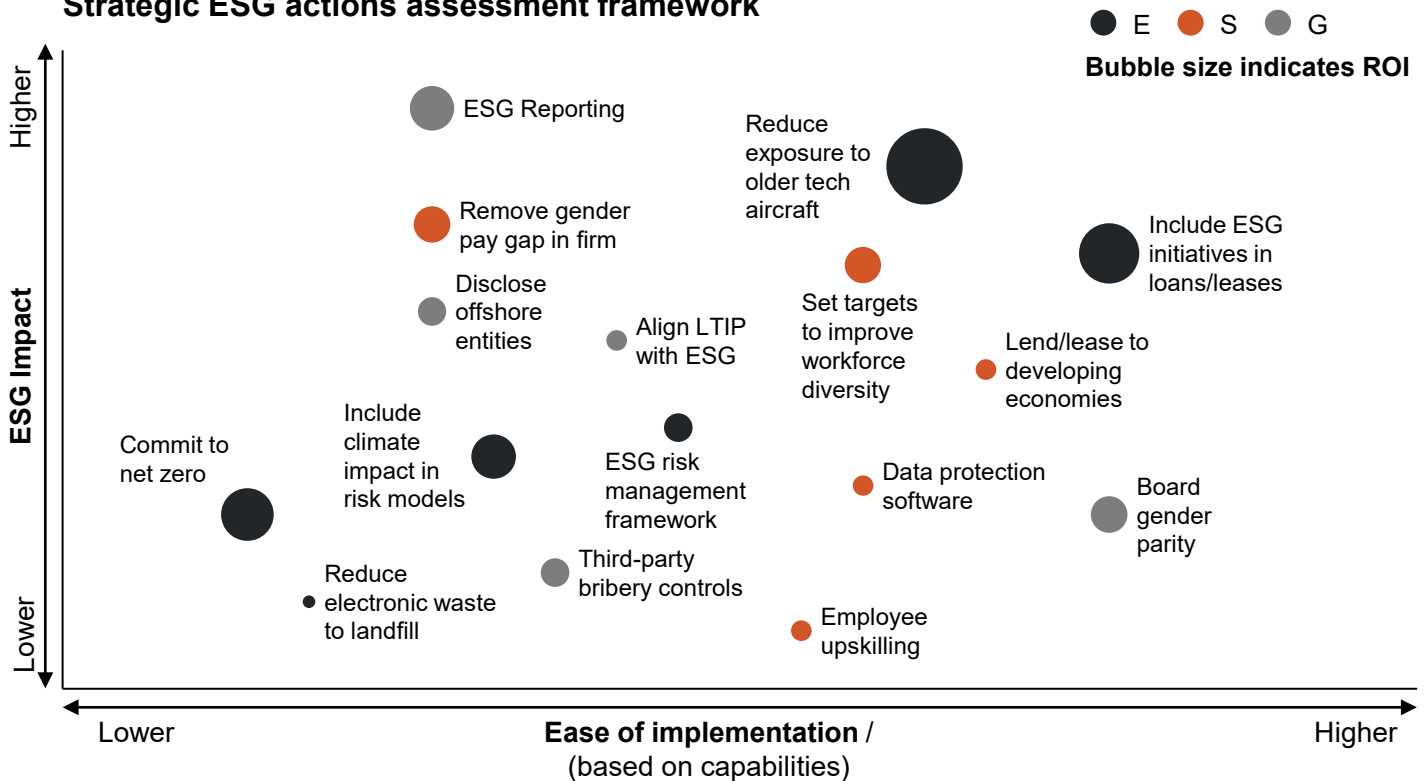 Strategic ESG actions assessment framework
E S G
Bubble size indicates ROI
Higher
ESG Impact
Lower
ESG Reporting
Reduce
exposure to
older tech
aircraft
Remove gender
pay gap in firm
Include ESG
initiatives in
loans/leases
Disclose
offshore
entities
Set targets
to improve
workforce
diversity
Align LTIP
with ESG
Lend/lease to
developing
economies
Include
climate
impact in
risk models
Commit to
net zero
ESG risk
management
framework
Data protection
software
Board
gender
parity
Third-party
bribery controls
Reduce
electronic waste
to landfill
Employee
upskilling
Lower
Ease of implementation /
(based on capabilities)
Higher